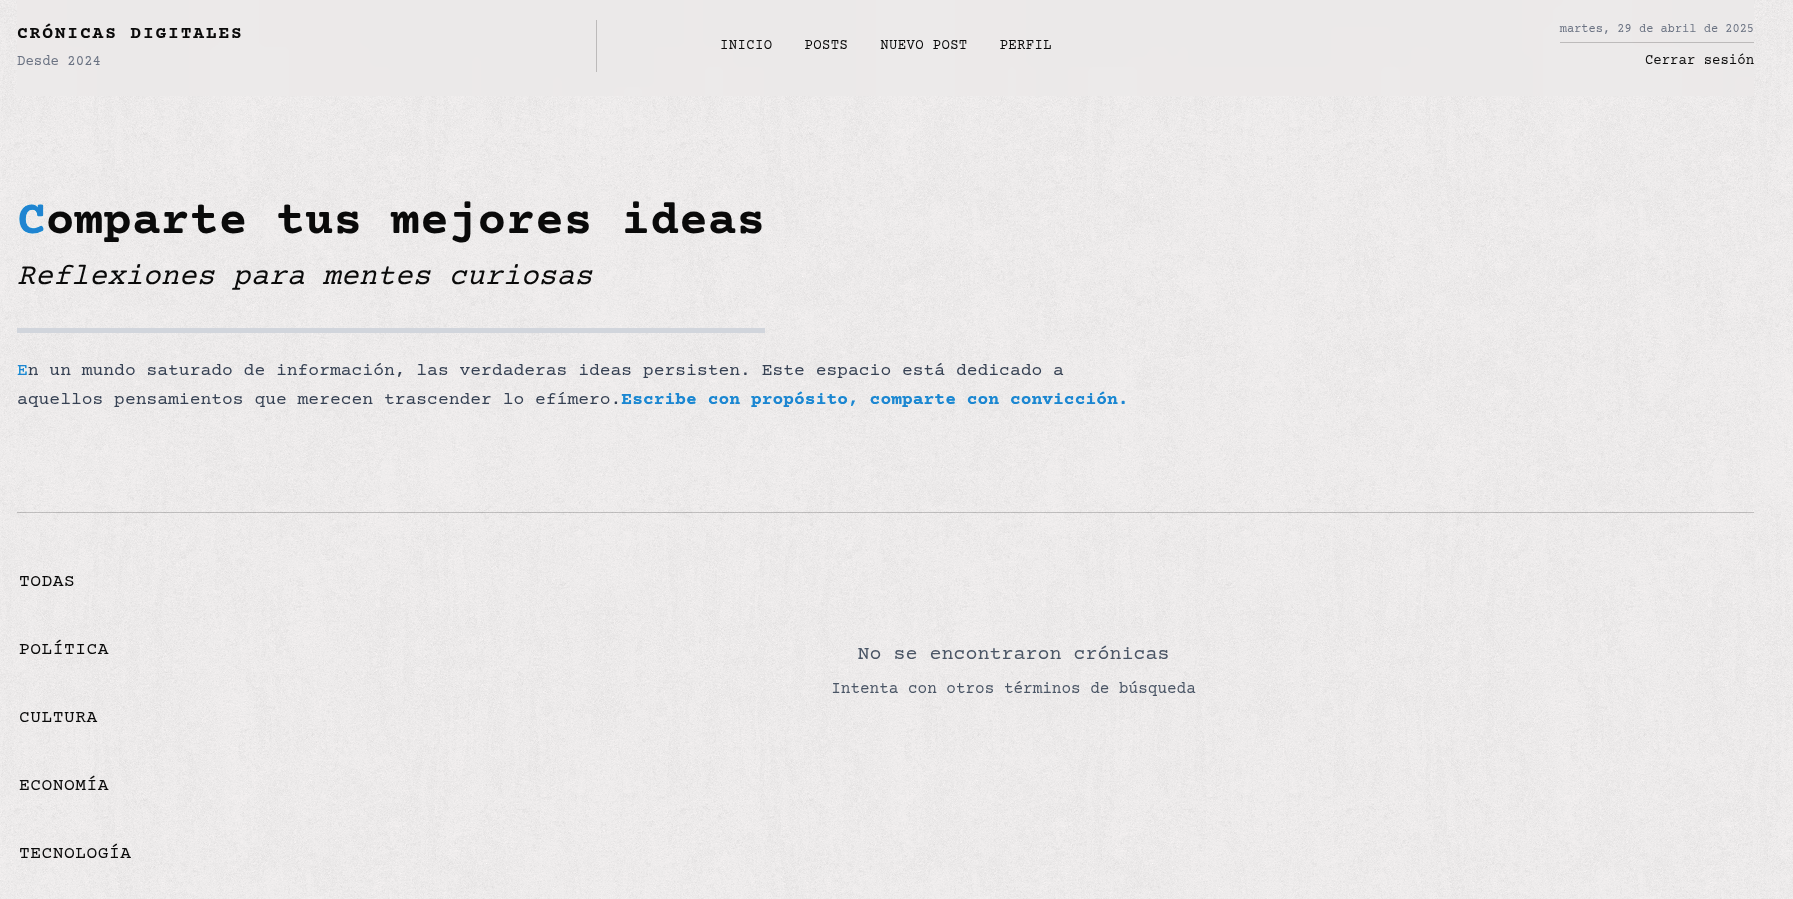 CRÓNICAS DIGITALES
Desde 2024
INICIO POSTS NUEVO POST PERFIL
martes, 29 de abril de 2025
Cerrar sesión
Comparte tus mejores ideas
Reflexiones para mentes curiosas
En un mundo saturado de información, las verdaderas ideas persisten. Este espacio está dedicado a
aquellos pensamientos que merecen trascender lo efímero.Escribe con propósito, comparte con convicción.
TODAS
POLÍTICA
CULTURA
ECONOMÍA
TECNOLOGÍA
No se encontraron crónicas
Intenta con otros términos de búsqueda